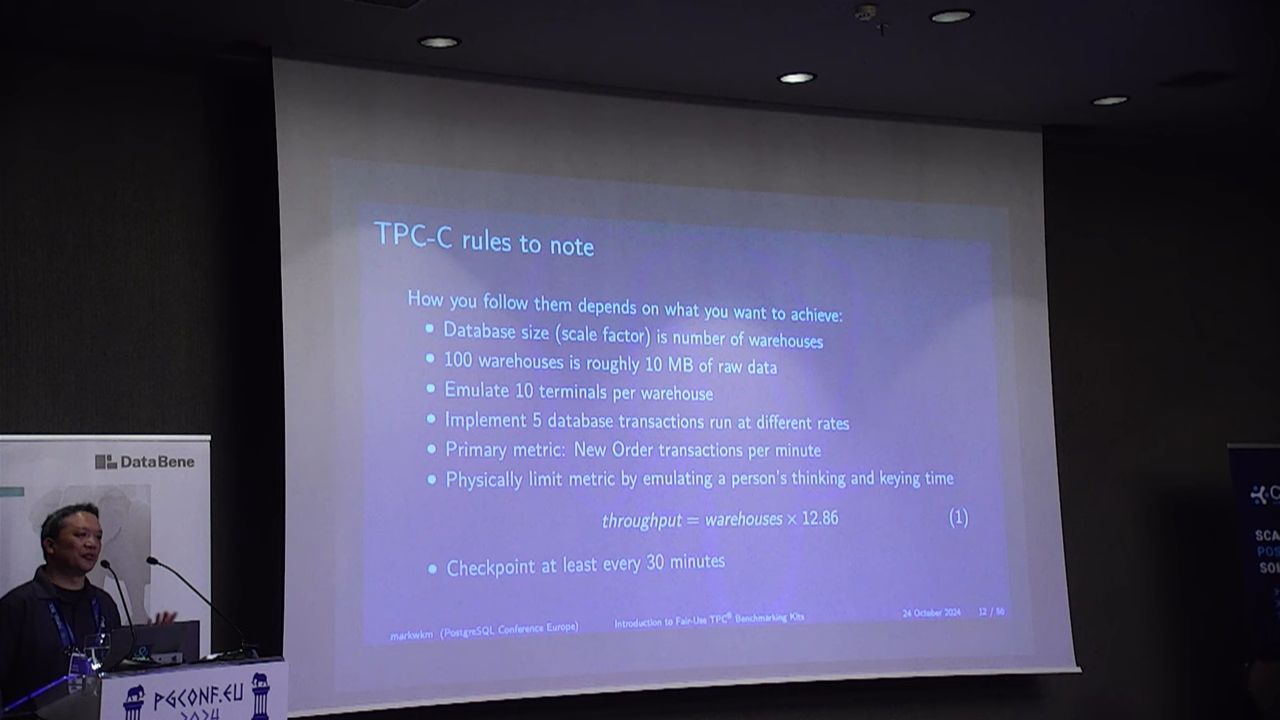 TPC-C rules to note
How you follow them depends on what you want to achieve:
• Database size (scale factor) is number of warehouses
• 100 warehouses is roughly 10 MB of raw data
• Emulate 10 terminals per warehouse
• Implement 5 database transactions run at different rates
• Primary metric: New Order transactions per minute
• Physically limit metric by emulating a person's thinking and keying time
throughput = warehouses × 12.86 (1)
• Checkpoint at least every 30 minutes
markwkm (PostgreSQL Conference Europe) Introduction to Fair-Use TPC® Benchmarking Kits 24 October 2024 12 /
DataBene
PGCONF.EU
2024
SCA
POS
SOL